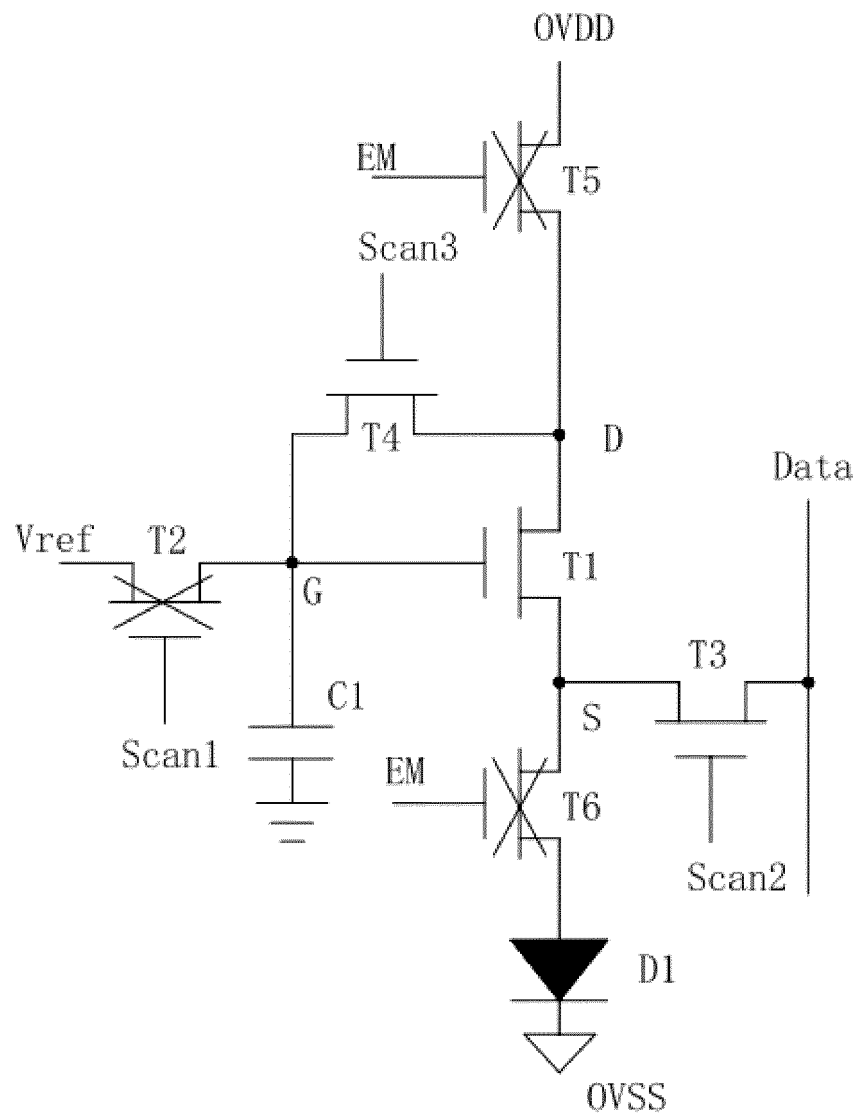 OVDD
EM
T5
Scan3
T4
D
Data
Vref
T2
G
T1
T3
C1
S
Scan1
EM
T6
Scan2
D1
OVSS